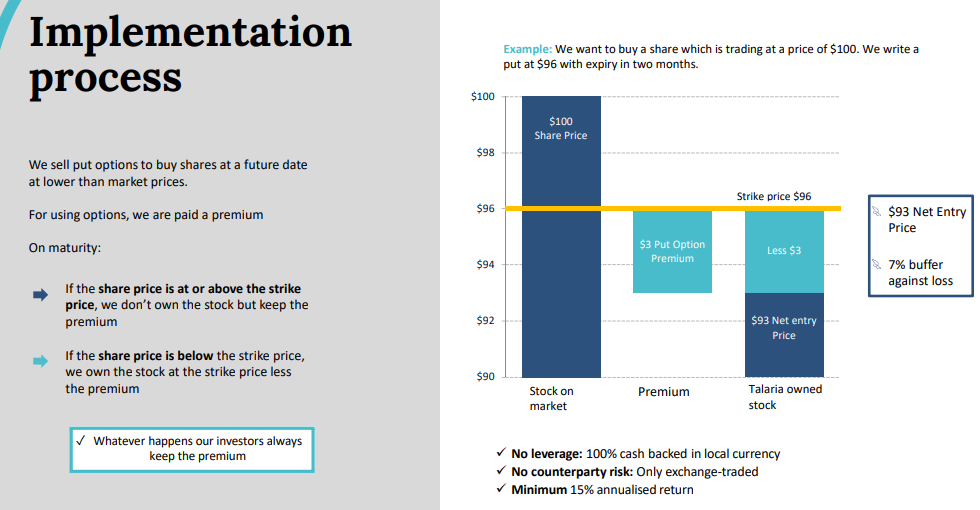 Implementation
process
We sell put options to buy shares at a future date
at lower than market prices.
For using options, we are paid a premium
On maturity:
If the share price is at or above the strike
price, we don't own the stock but keep the
premium
If the share price is below the strike price,
we own the stock at the strike price less
the premium
✓ Whatever happens our investors always
keep the premium
Example: We want to buy a share which is trading at a price of $100. We write a
put at $96 with expiry in two months.
$100
$98
$96
$94
$92
$90
$100
Share Price
Strike price $96
$3 Put Option
Premium
Less $3
$93 Net entry
Price
Stock on
market
Premium
Talaria owned
stock
$93 Net Entry
Price
7% buffer
against loss
✓ No leverage: 100% cash backed in local currency
✓ No counterparty risk: Only exchange-traded
✓ Minimum 15% annualised return